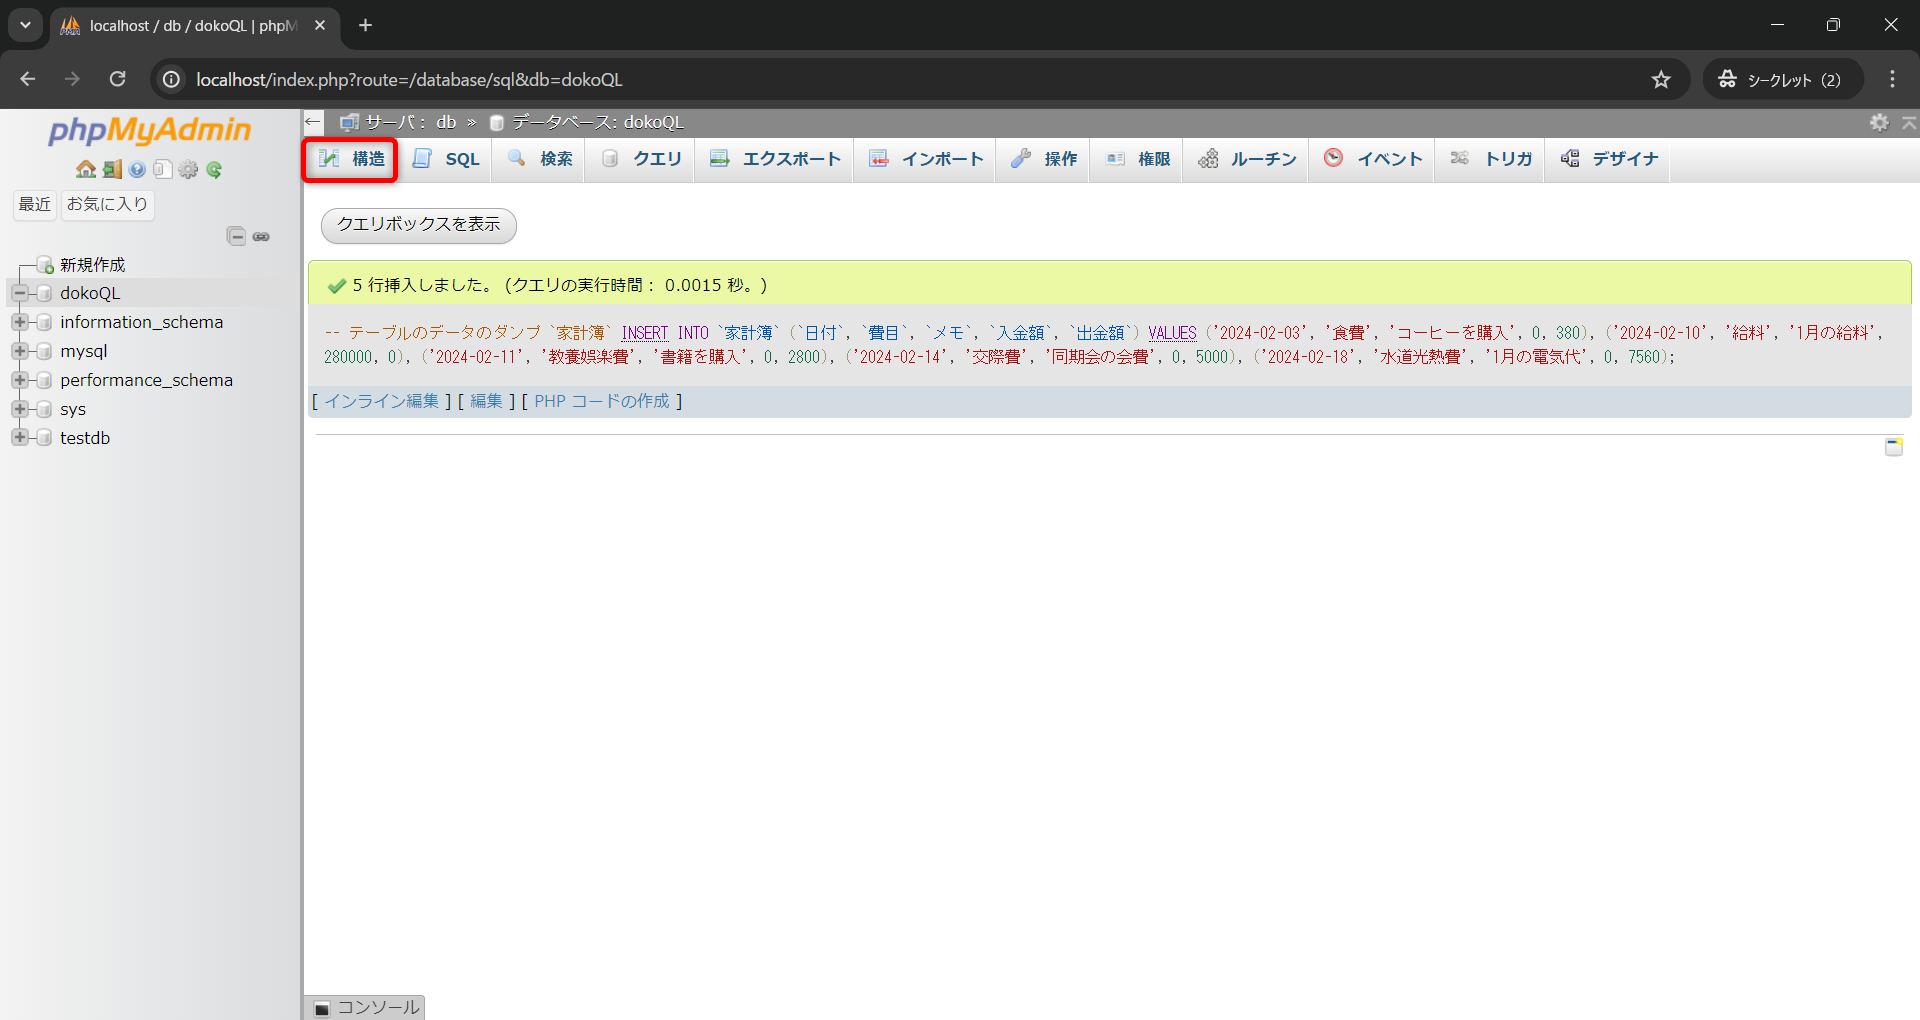 localhost / db / dokoQL | phpM
localhost/index.php?route=/database/sql&db=dokoQL
シークレット (2)
phpMyAdmin
最近 お気に入り
新規作成
dokoQL
information_schema
mysql
performance_schema
sys
testdb
サーバ: db » データベース: dokoQL
構造 SQL 検索 クエリ エクスポート インポート 操作 権限 ルーチン イベント トリガ デザイナ
クエリボックスを表示
5 行挿入しました。 (クエリの実行時間: 0.0015 秒。)
-- テーブルのデータのダンプ `家計簿` INSERT INTO `家計簿` (`日付`, `費目`, `メモ`, `入金額`, `出金額`) VALUES ('2024-02-03', '食費', 'コーヒーを購入', 0, 380), ('2024-02-10', '給料', '1月の給料',
280000, 0), ('2024-02-11', '教養娯楽費', '書籍を購入', 0, 2800), ('2024-02-14', '交際費', '同期会の会費', 0, 5000), ('2024-02-18', '水道光熱費', '1月の電気代', 0, 7560);
[ インライン編集 ] [ 編集 ] [ PHP コードの作成 ]
コンソール